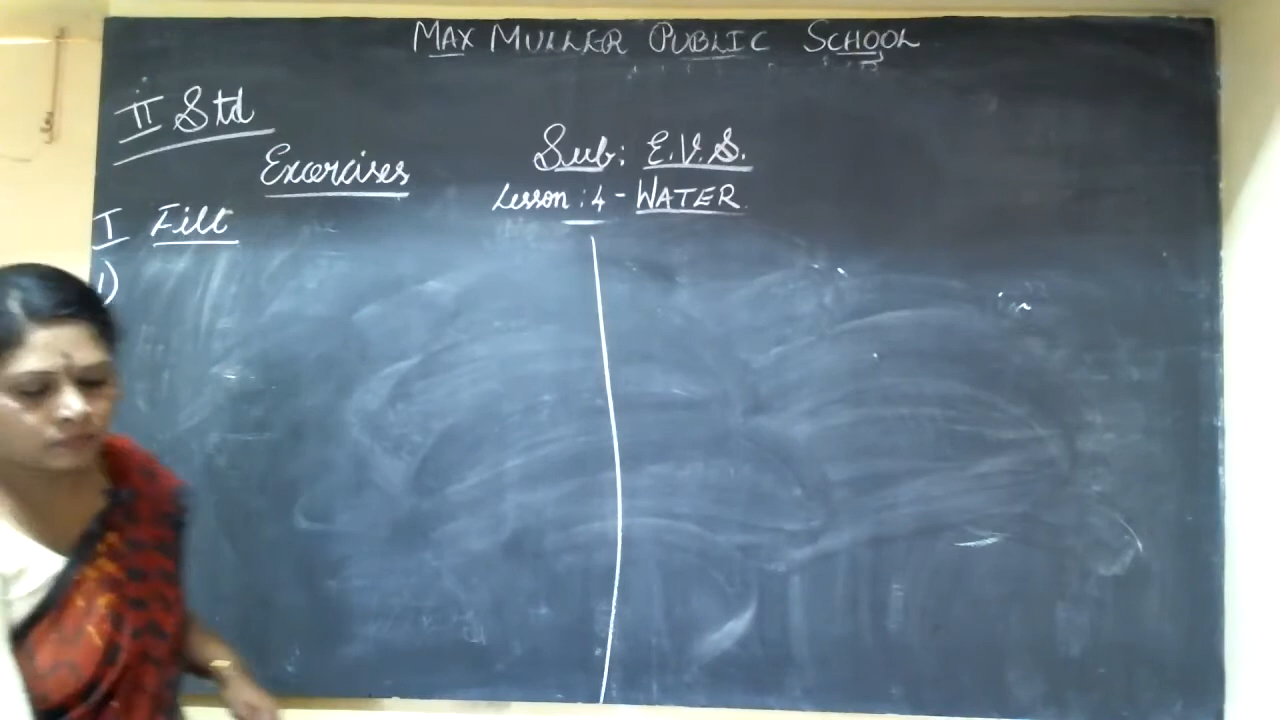 MAX MULLER PUBLIC SCHOOL
II Std
Sub: E.V.S.
Exercises
Lesson: 4 - WATER
I Fill
1)